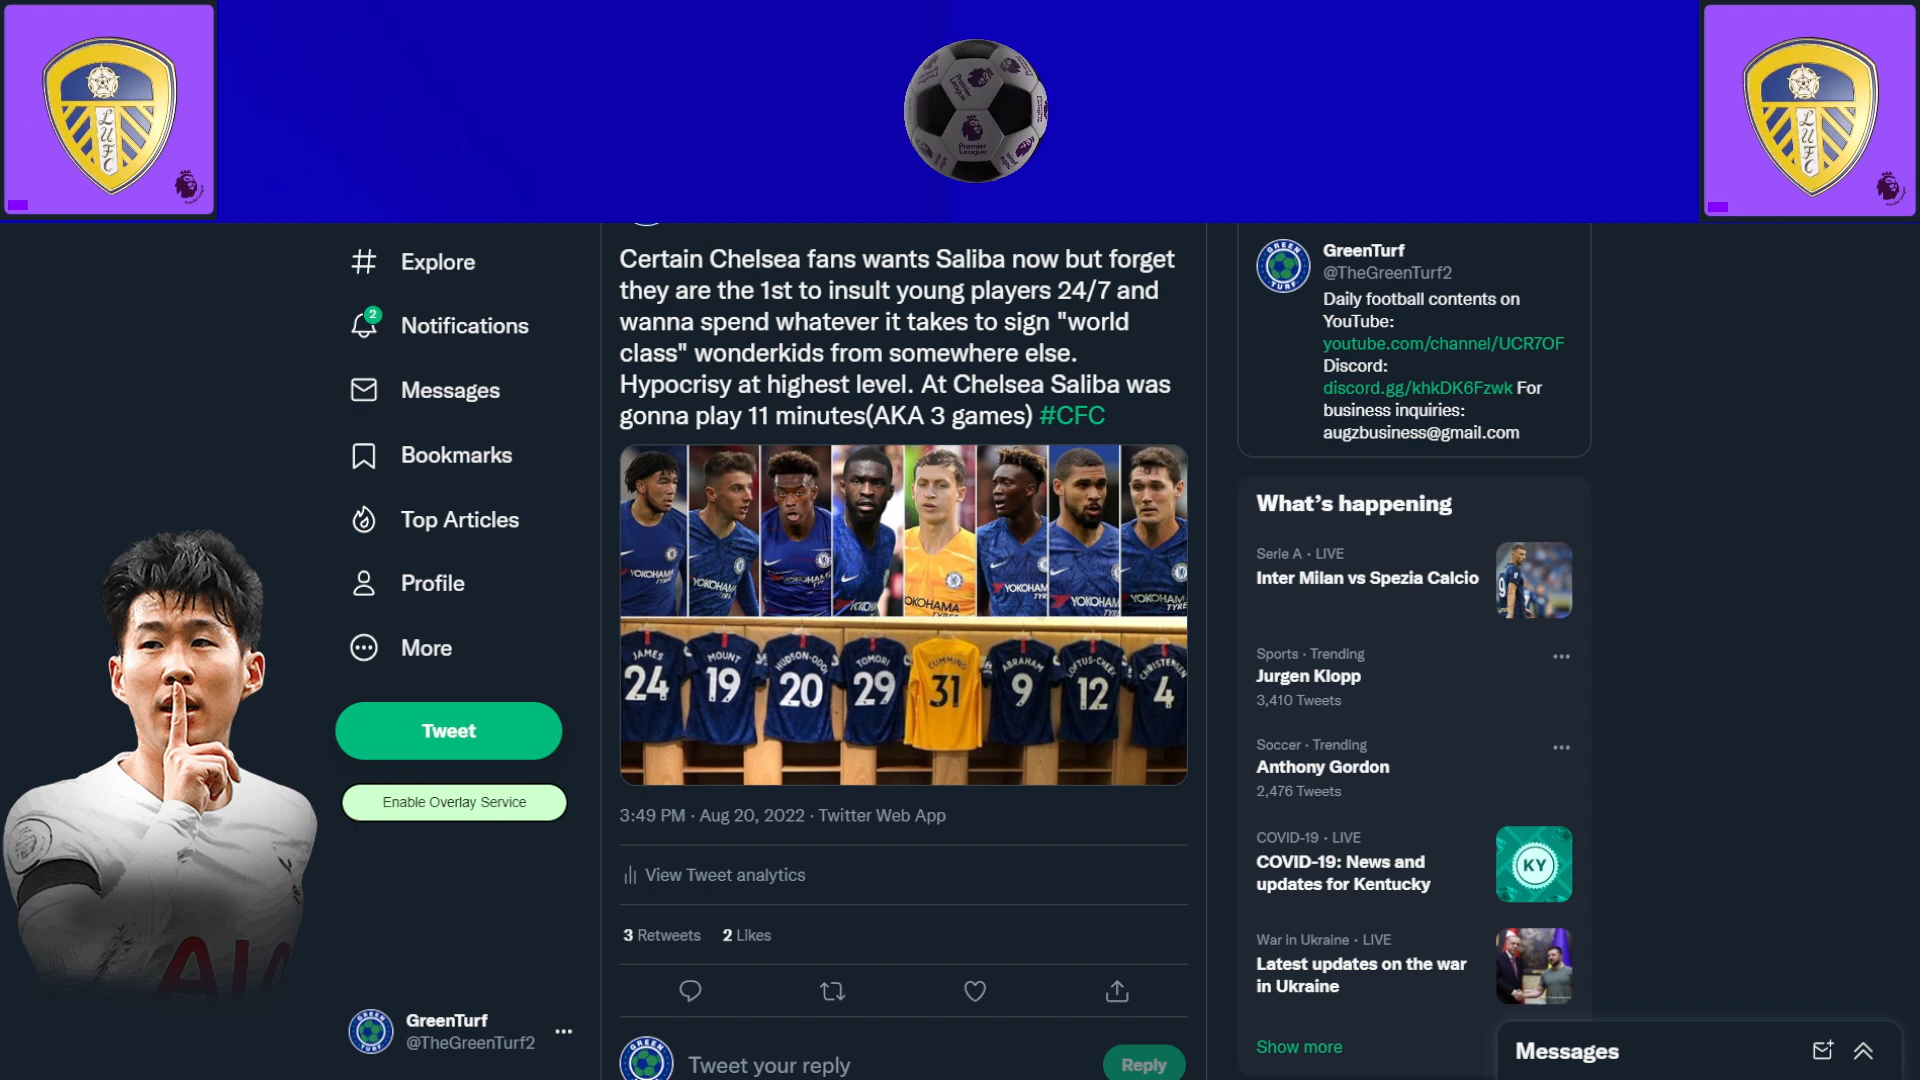 LUFC
Premier
League
LUFC
Explore
2
Notifications
Messages
Bookmarks
Top Articles
Profile
More
Tweet
Enable Overlay Service
GreenTurf
@TheGreenTurf2
Certain Chelsea fans wants Saliba now but forget
they are the 1st to insult young players 24/7 and
wanna spend whatever it takes to sign "world
class" wonderkids from somewhere else.
Hypocrisy at highest level. At Chelsea Saliba was
gonna play 11 minutes(AKA 3 games) #CFC
JAMES 24
MOUNT 19
HUDSON-ODOI 20
TOMORI 29
CUMMING 31
ABRAHAM 9
LOFTUS-CHEEK 12
CHRISTENSEN 4
3:49 PM · Aug 20, 2022 · Twitter Web App
View Tweet analytics
3 Retweets 2 Likes
GREEN TURF
Tweet your reply
Reply
GREEN TURF
GreenTurf
@TheGreenTurf2
Daily football contents on
YouTube:
youtube.com/channel/UCR7OF
Discord:
discord.gg/khkDK6Fzwk For
business inquiries:
augzbusiness@gmail.com
What's happening
Serie A · LIVE
Inter Milan vs Spezia Calcio
Sports · Trending
Jurgen Klopp
3,410 Tweets
Soccer · Trending
Anthony Gordon
2,476 Tweets
COVID-19 · LIVE
COVID-19: News and
updates for Kentucky
KY
War in Ukraine · LIVE
Latest updates on the war
in Ukraine
Show more
Messages